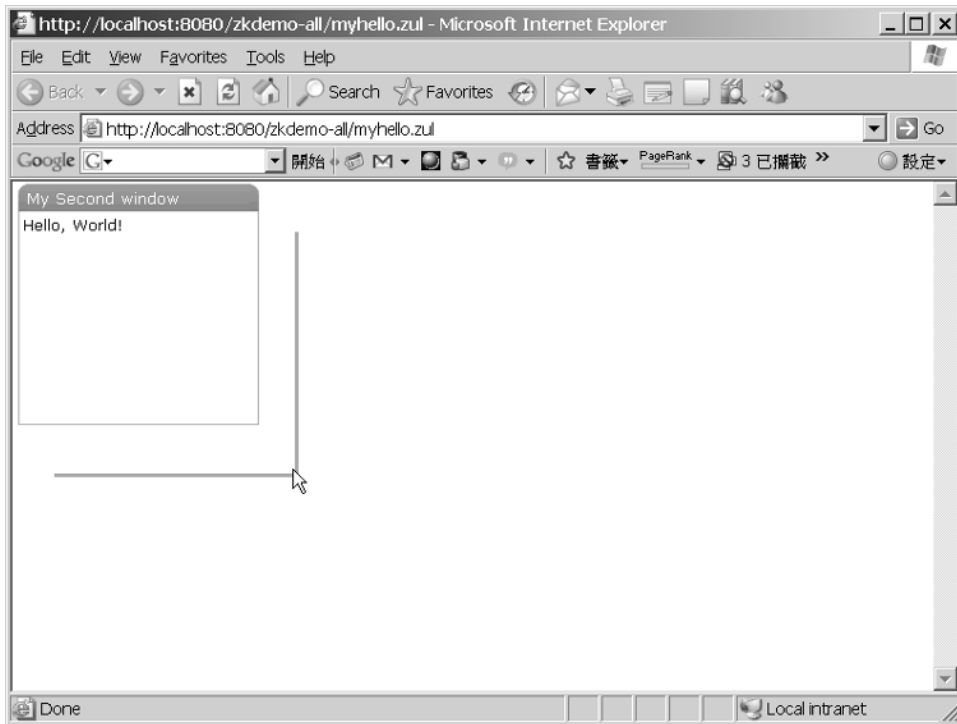 http://localhost:8080/zkdemo-all/myhello.zul - Microsoft Internet Explorer
File Edit View Favorites Tools Help
Back Search Favorites
Address http://localhost:8080/zkdemo-all/myhello.zul Go
Google G 開始 M 書籤 PageRank 3 已攔截 » 設定
My Second window
Hello, World!
Done Local intranet